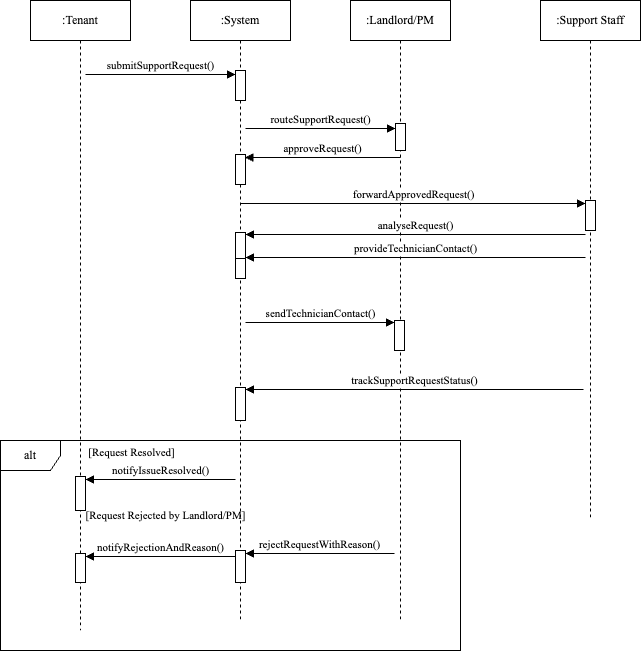 :Tenant
:System
:Landlord/PM
:Support Staff
submitSupportRequest()
routeSupportRequest()
approveRequest()
forwardApprovedRequest()
analyseRequest()
provideTechnicianContact()
sendTechnicianContact()
trackSupportRequestStatus()
alt
[Request Resolved]
notifyIssueResolved()
[Request Rejected by Landlord/PM]
notifyRejectionAndReason()
rejectRequestWithReason()